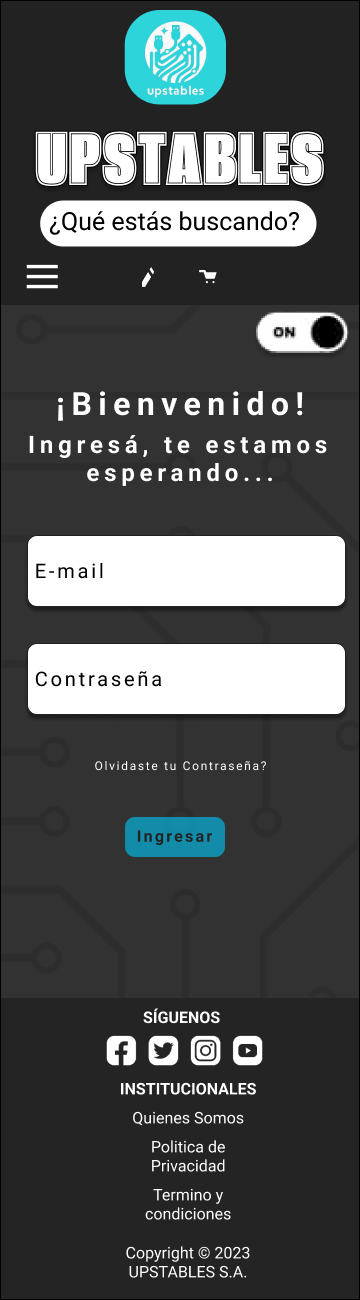 upstables
UPSTABLES
¿Qué estás buscando?
ON
¡Bienvenido!
Ingresá, te estamos
esperando...
E-mail
Contraseña
Olvidaste tu Contraseña?
Ingresar
SÍGUENOS
INSTITUCIONALES
Quienes Somos
Politica de
Privacidad
Termino y
condiciones
Copyright © 2023
UPSTABLES S.A.